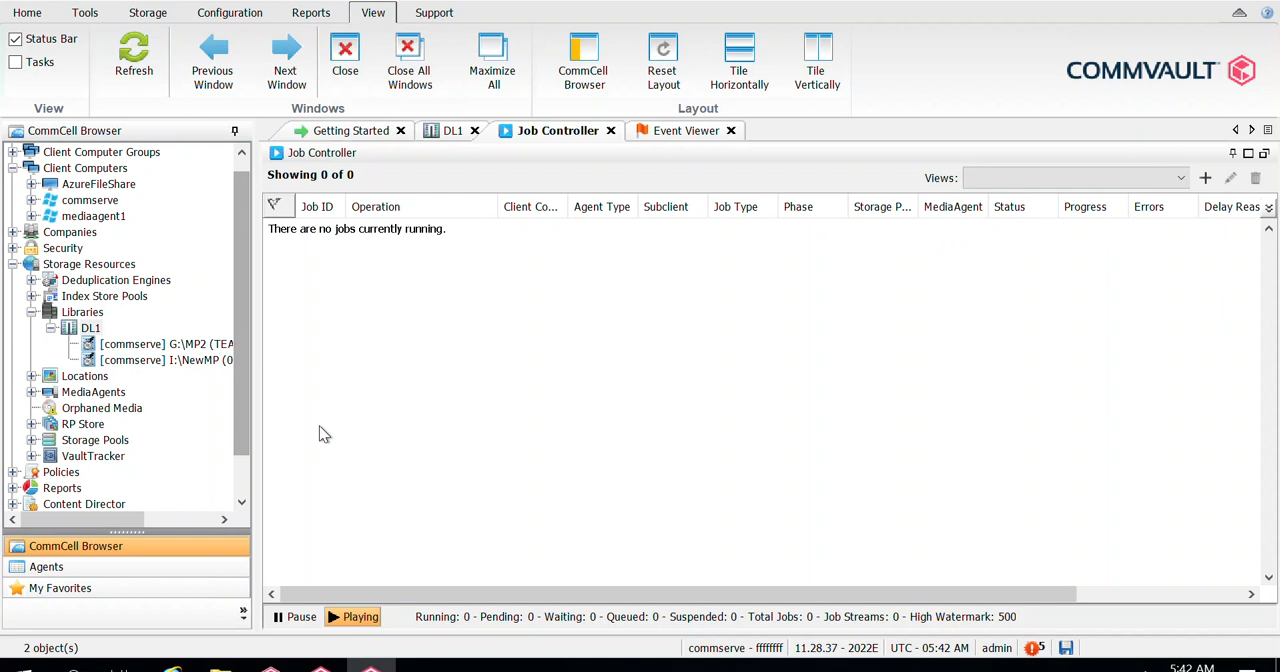 Home Tools Storage Configuration Reports View Support
Status Bar
Tasks
View
Refresh
Previous Window
Next Window
Close
Close All Windows
Maximize All
Windows
CommCell Browser
Reset Layout
Tile Horizontally
Tile Vertically
Layout
COMMVAULT
CommCell Browser
Client Computer Groups
Client Computers
AzureFileShare
commserve
mediaagent1
Companies
Security
Storage Resources
Deduplication Engines
Index Store Pools
Libraries
DL1
[commserve] G:\MP2 (TEA
[commserve] I:\NewMP (0
Locations
MediaAgents
Orphaned Media
RP Store
Storage Pools
VaultTracker
Policies
Reports
Content Director
CommCell Browser
Agents
My Favorites
Getting Started DL1 Job Controller Event Viewer
Job Controller
Showing 0 of 0
Views:
Job ID Operation Client Co... Agent Type Subclient Job Type Phase Storage P... MediaAgent Status Progress Errors Delay Reas
There are no jobs currently running.
Pause Playing Running: 0 - Pending: 0 - Waiting: 0 - Queued: 0 - Suspended: 0 - Total Jobs: 0 - Job Streams: 0 - High Watermark: 500
2 object(s) commserve - ffffffff 11.28.37 - 2022E UTC - 05:42 AM admin 5
5:42 AM